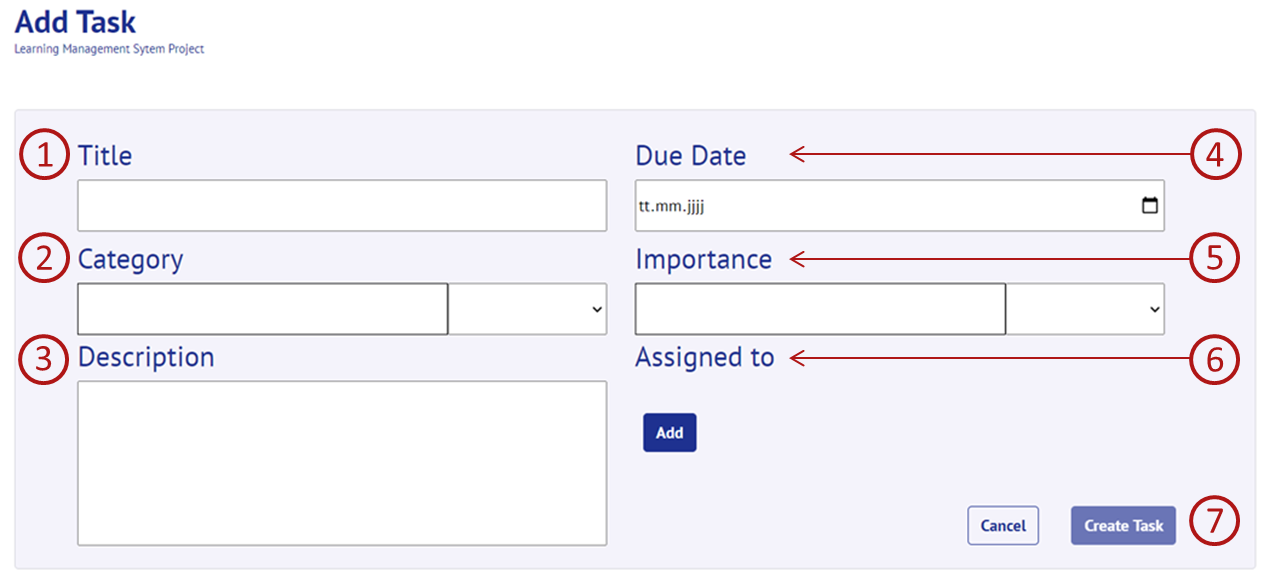 Add Task
Learning Management Sytem Project
1 Title
Due Date 4
tt.mm.jjjj
2 Category
Importance 5
3 Description
Assigned to 6
Add
Cancel
Create Task 7